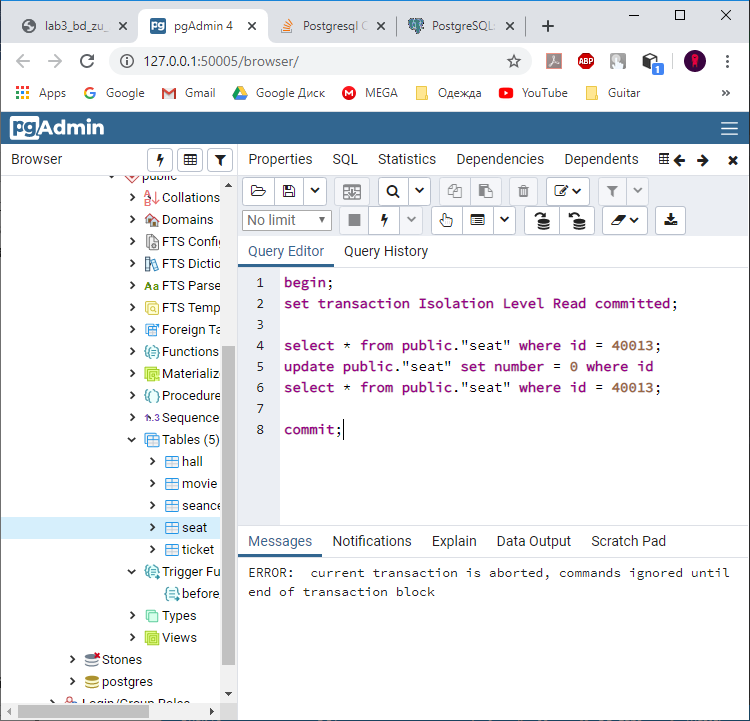 lab3_bd_zu_
pgAdmin 4
Postgresql C
PostgreSQL:
127.0.0.1:50005/browser/
ABP
1
Apps
Google
Gmail
Google Диск
MEGA
Одежда
YouTube
Guitar
»
pgAdmin
Browser
Properties
SQL
Statistics
Dependencies
Dependents
public
Collations
Domains
FTS Config
FTS Dictio
FTS Parse
FTS Temp
Foreign Ta
Functions
Materialize
Procedure
Sequence
Tables (5)
hall
movie
seance
seat
ticket
Trigger Fu
before
Types
Views
Stones
postgres
Login/Group Roles
No limit
Query Editor
Query History
1 begin;
2 set transaction Isolation Level Read committed;
3
4 select * from public."seat" where id = 40013;
5 update public."seat" set number = 0 where id
6 select * from public."seat" where id = 40013;
7
8 commit;
Messages
Notifications
Explain
Data Output
Scratch Pad
ERROR:  current transaction is aborted, commands ignored until
end of transaction block